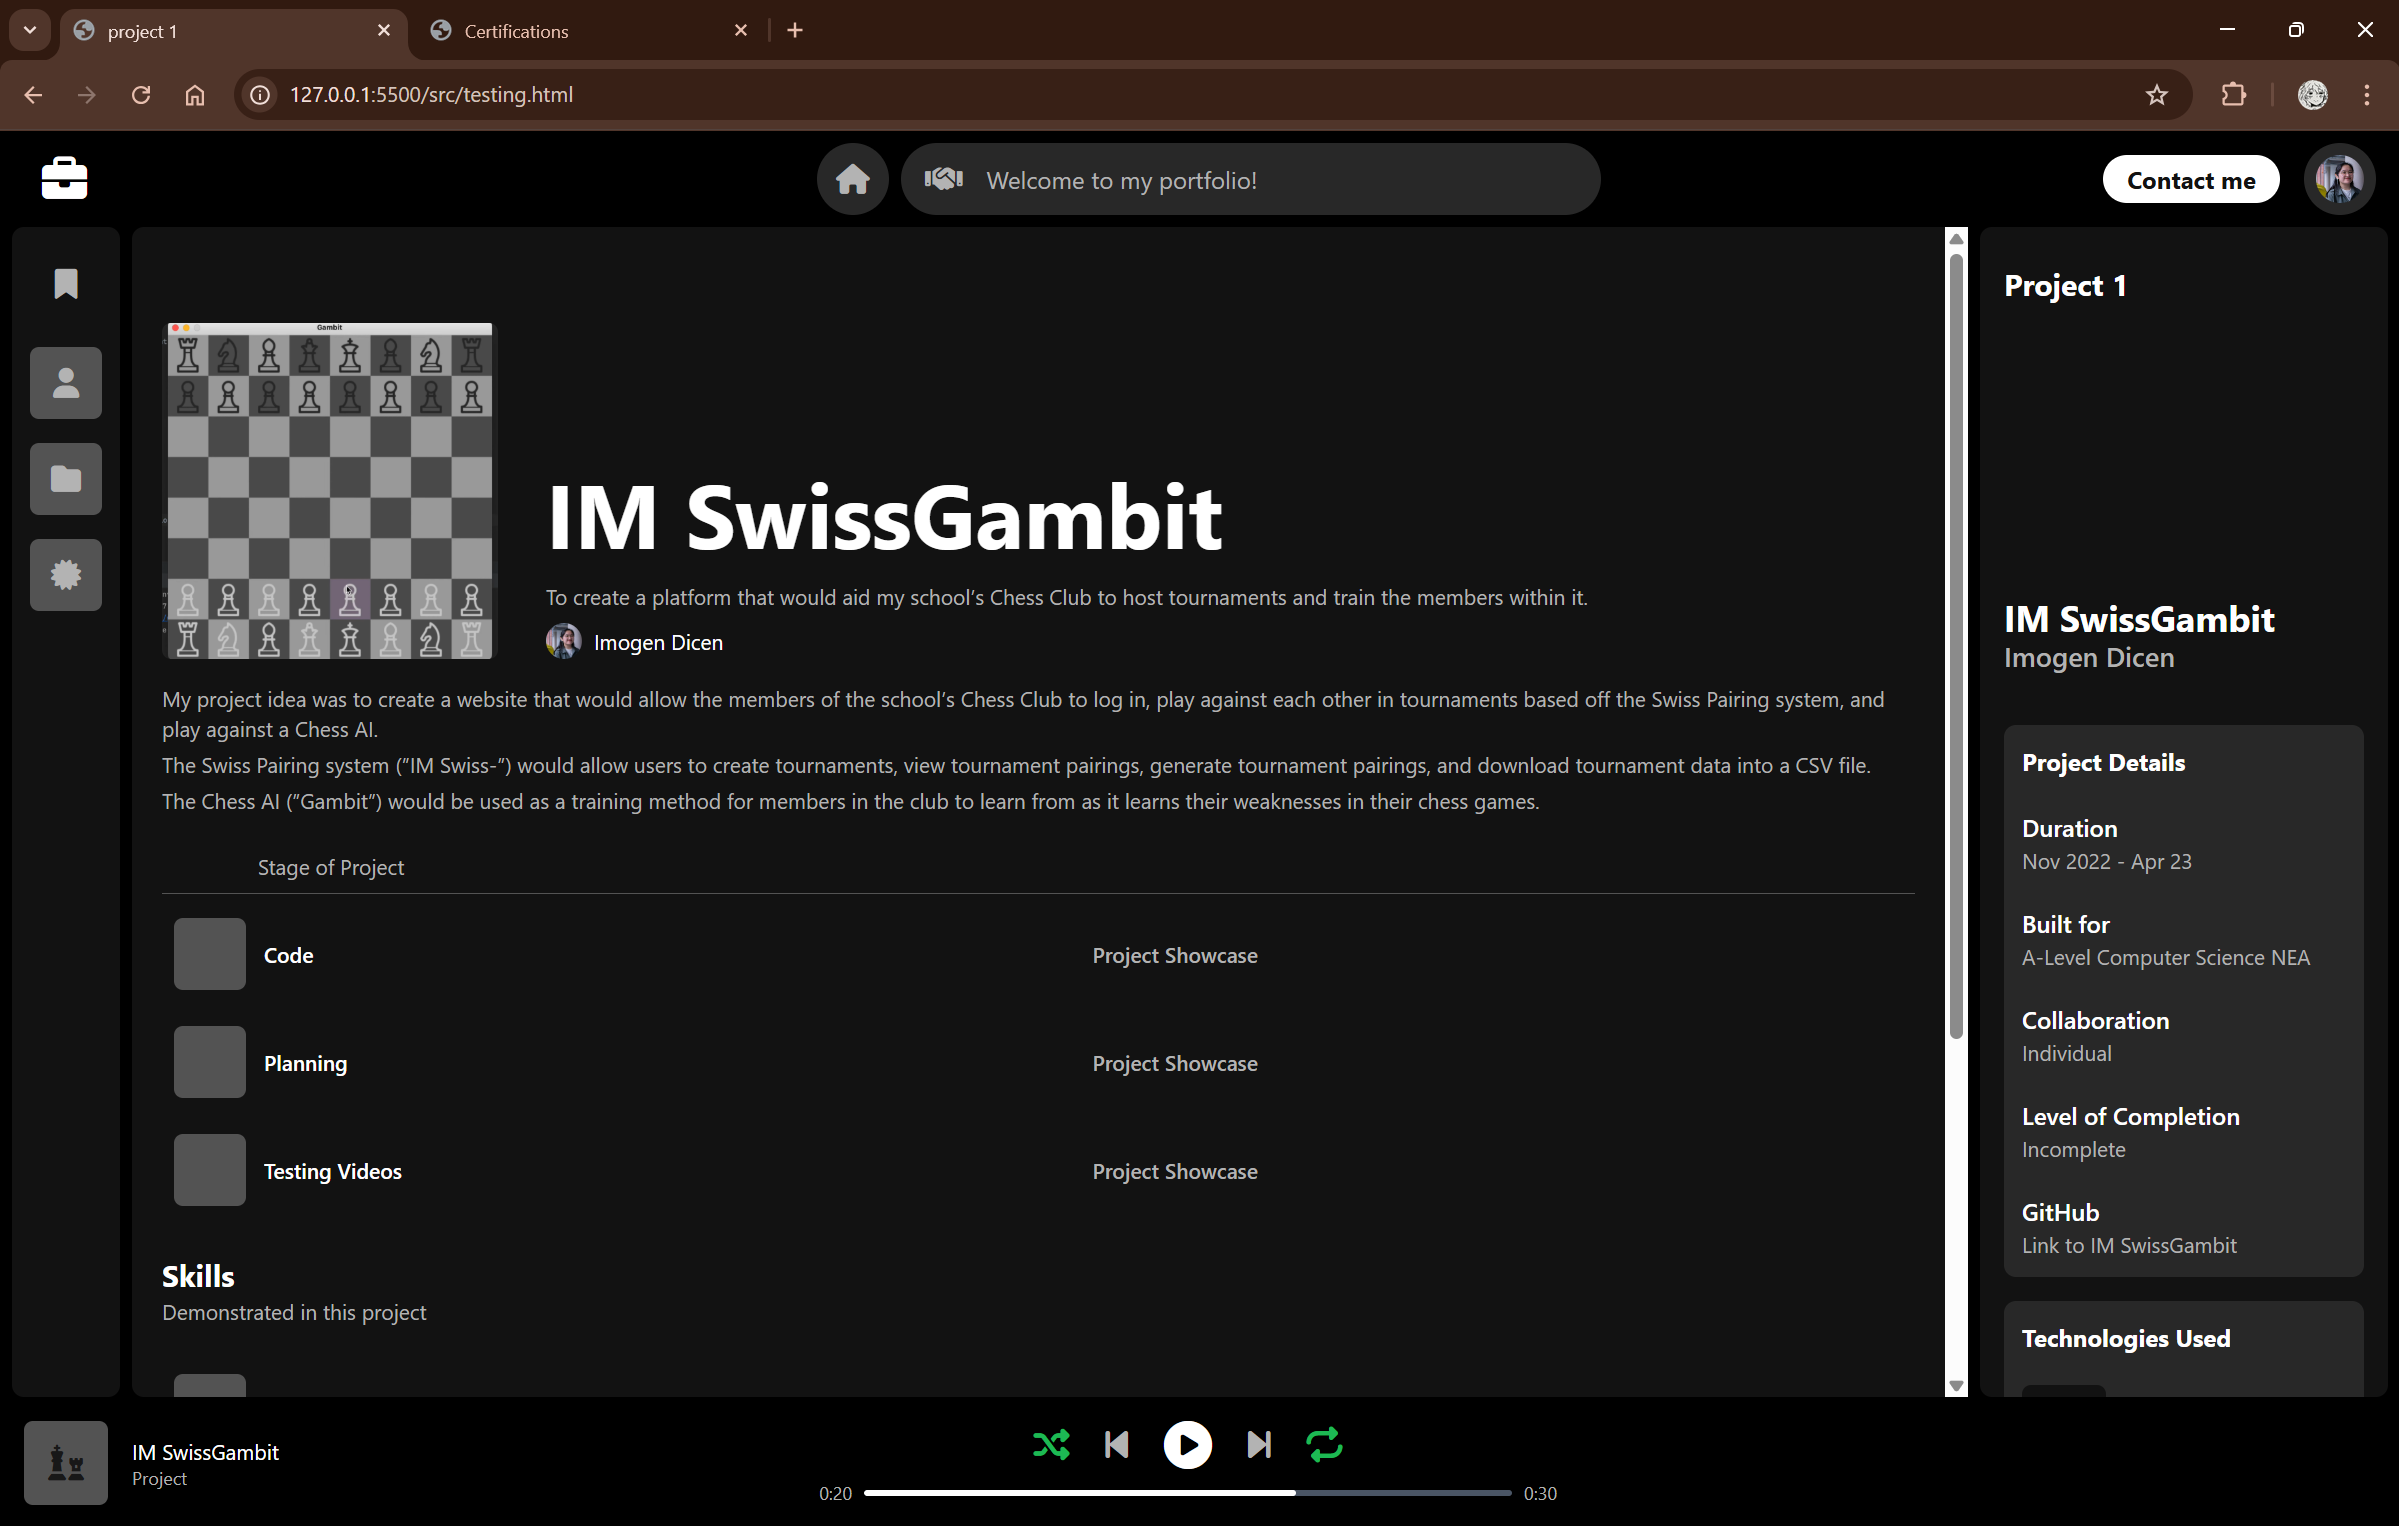 project 1
Certifications
127.0.0.1:5500/src/testing.html
Welcome to my portfolio!
Contact me
Gambit
IM SwissGambit
To create a platform that would aid my school's Chess Club to host tournaments and train the members within it.
Imogen Dicen
My project idea was to create a website that would allow the members of the school's Chess Club to log in, play against each other in tournaments based off the Swiss Pairing system, and
play against a Chess AI.
The Swiss Pairing system ("IM Swiss-") would allow users to create tournaments, view tournament pairings, generate tournament pairings, and download tournament data into a CSV file.
The Chess AI ("Gambit") would be used as a training method for members in the club to learn from as it learns their weaknesses in their chess games.
Stage of Project
Code Project Showcase
Planning Project Showcase
Testing Videos Project Showcase
Skills
Demonstrated in this project
Project 1
IM SwissGambit
Imogen Dicen
Project Details
Duration
Nov 2022 - Apr 23
Built for
A-Level Computer Science NEA
Collaboration
Individual
Level of Completion
Incomplete
GitHub
Link to IM SwissGambit
Technologies Used
IM SwissGambit
Project
0:20
0:30